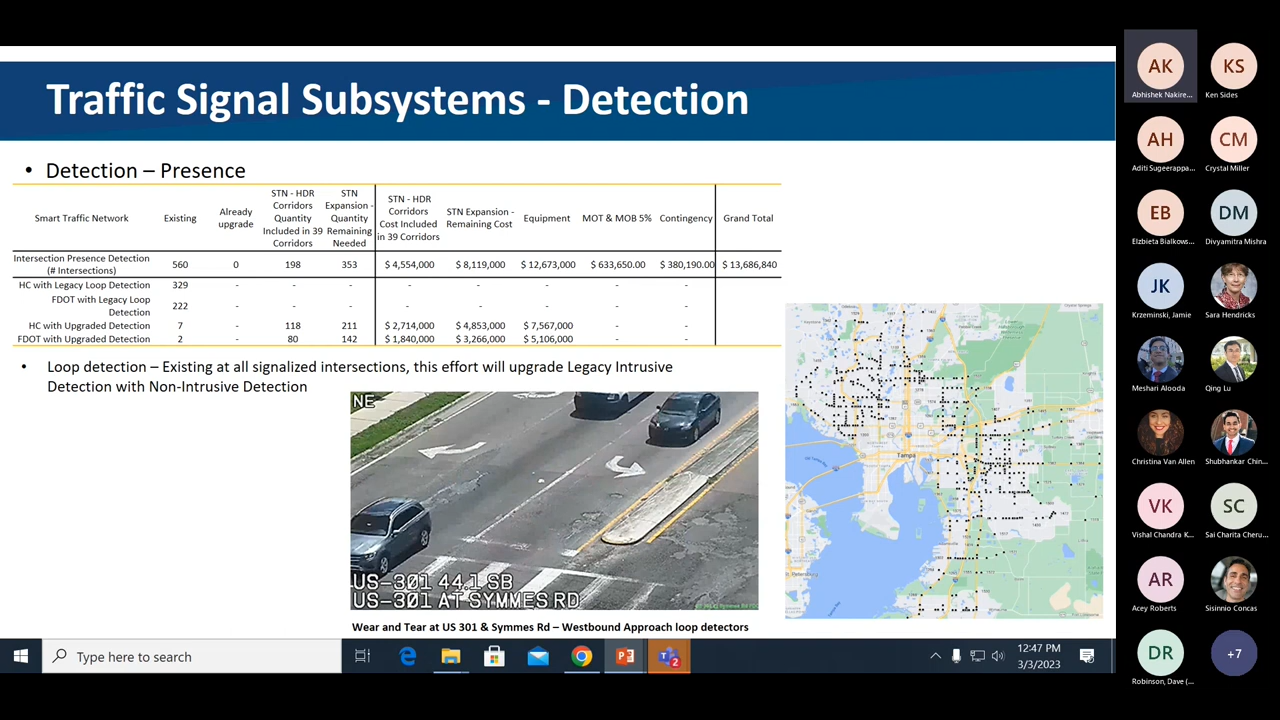 Traffic Signal Subsystems - Detection
• Detection – Presence
Smart Traffic Network
Existing
Already upgrade
STN - HDR Corridors Quantity Included in 39 Corridors
STN Expansion - Quantity Remaining Needed
STN - HDR Corridors Cost Included in 39 Corridors
STN Expansion - Remaining Cost
Equipment
MOT & MOB 5%
Contingency
Grand Total
Intersection Presence Detection (# Intersections) 560 0 198 353 $ 4,554,000 $ 8,119,000 $ 12,673,000 $ 633,650.00 $ 380,190.00 $ 13,686,840
HC with Legacy Loop Detection 329 - - - - - - -
FDOT with Legacy Loop Detection 222 - - - - - - -
HC with Upgraded Detection 7 - 118 211 $ 2,714,000 $ 4,853,000 $ 7,567,000 - -
FDOT with Upgraded Detection 2 - 80 142 $ 1,840,000 $ 3,266,000 $ 5,106,000 - -
• Loop detection – Existing at all signalized intersections, this effort will upgrade Legacy Intrusive
Detection with Non-Intrusive Detection
NE
US-301 44.1 SB
US-301 AT SYMMES RD
Wear and Tear at US 301 & Symmes Rd – Westbound Approach loop detectors
Tampa
Type here to search
2
12:47 PM
3/3/2023
AK
Abhishek Nakire...
KS
Ken Sides
AH
Aditi Sugeerappa...
CM
Crystal Miller
EB
Elzbieta Bialkows...
DM
Divyamitra Mishra
JK
Krzeminski, Jamie
Sara Hendricks
Meshari Alooda
Qing Lu
Christina Van Allen
Shubhankar Chin...
VK
Vishal Chandra K...
SC
Sai Charita Cheru...
AR
Acey Roberts
Sisinnio Concas
DR
Robinson, Dave (...
+7